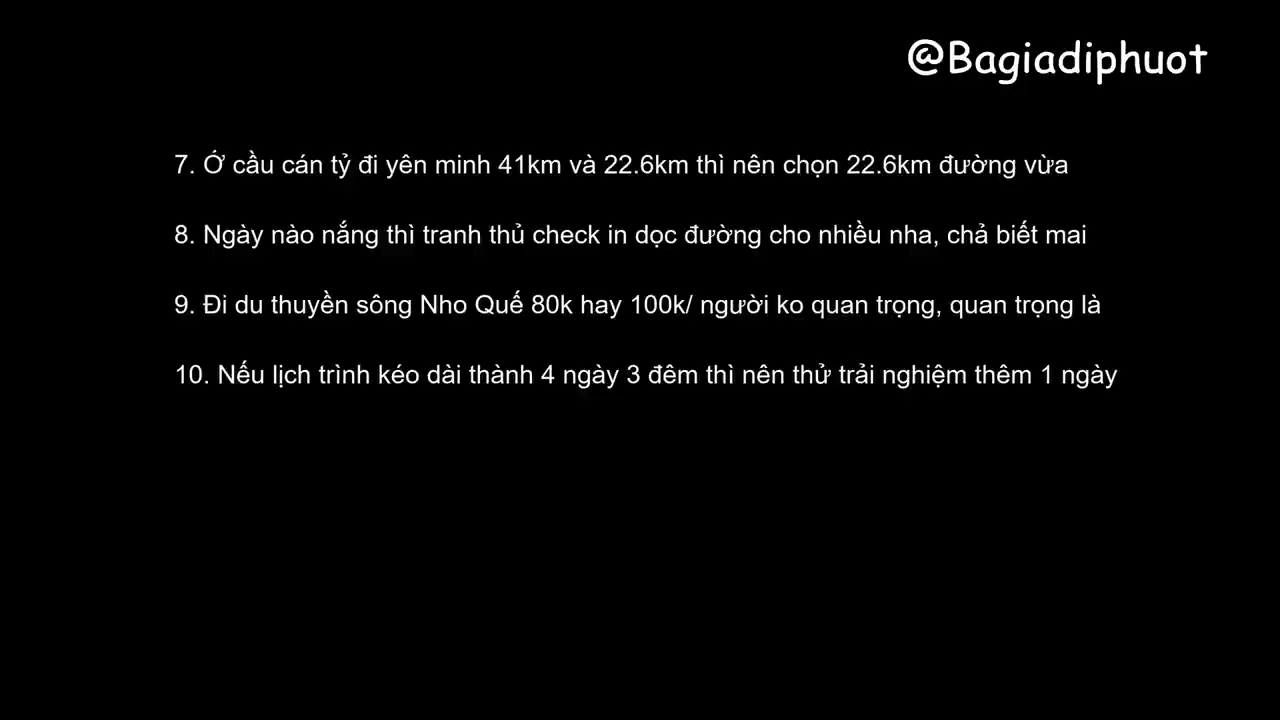 @Bagiadiphuot
7. Ở cầu cán tỷ đi yên minh 41km và 22.6km thì nên chọn 22.6km đường vừa
8. Ngày nào nắng thì tranh thủ check in dọc đường cho nhiều nha, chả biết mai
9. Đi du thuyền sông Nho Quế 80k hay 100k/ người ko quan trọng, quan trọng là
10. Nếu lịch trình kéo dài thành 4 ngày 3 đêm thì nên thử trải nghiệm thêm 1 ngày